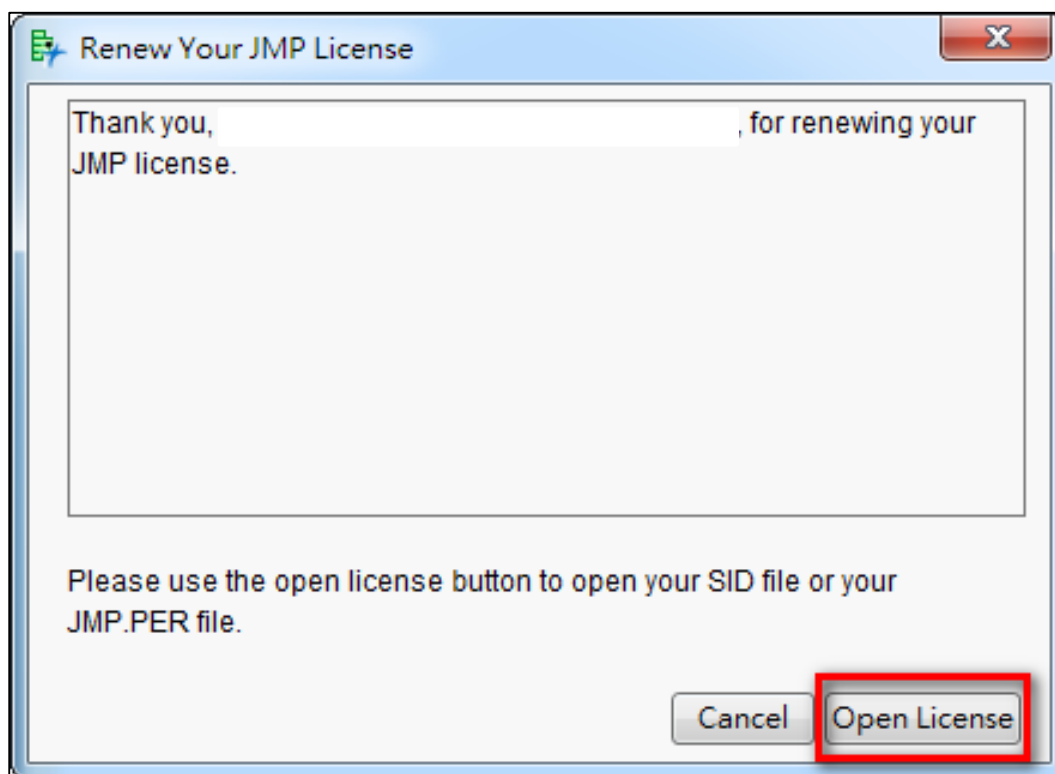 Renew Your JMP License
Thank you, , for renewing your
JMP license.
Please use the open license button to open your SID file or your
JMP.PER file.
Cancel Open License